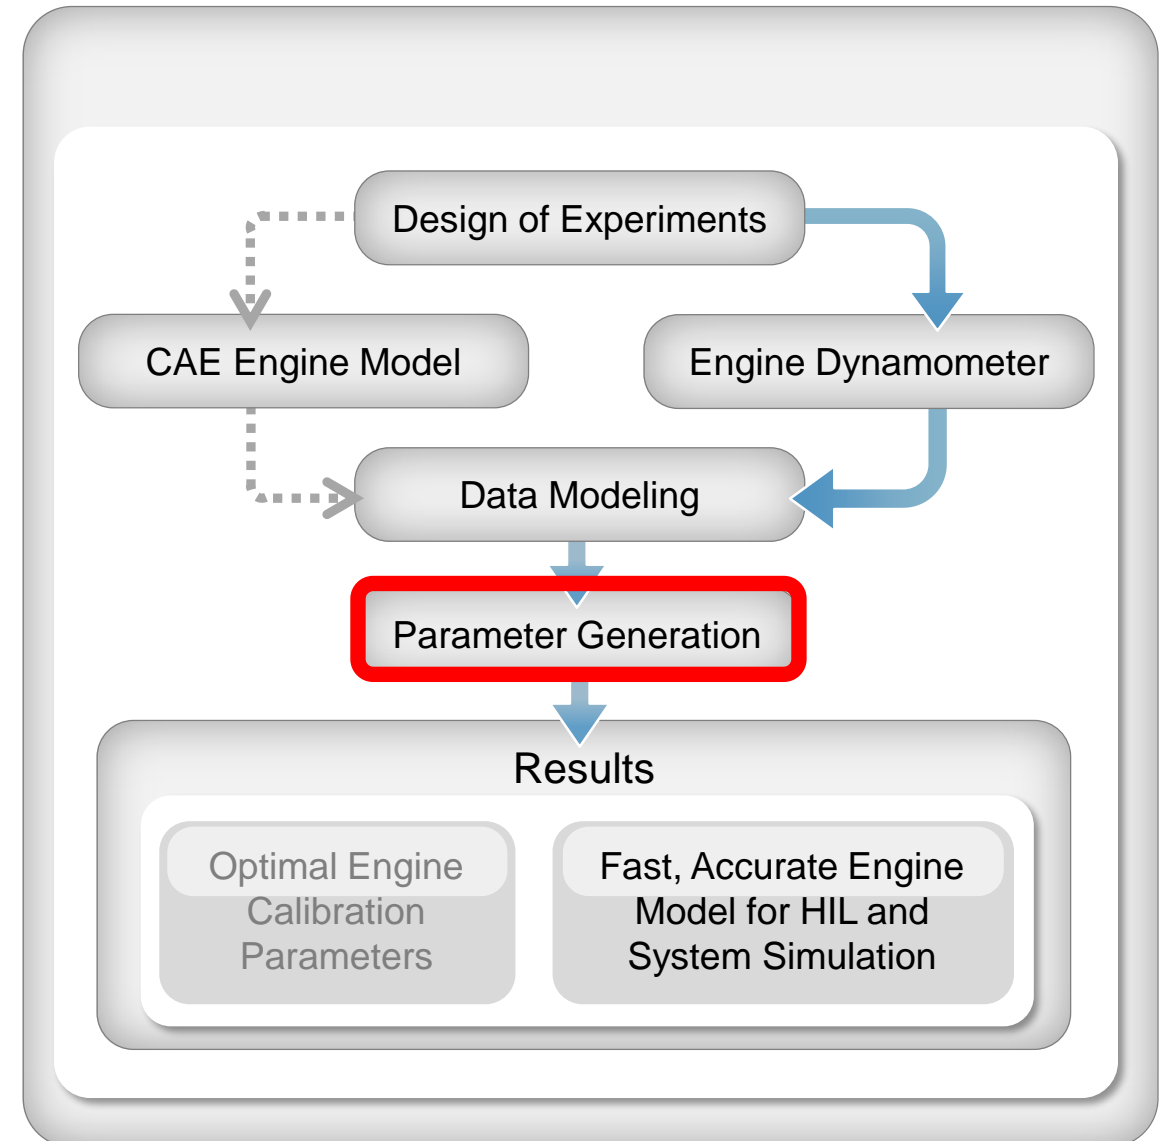 Design of Experiments
CAE Engine Model
Engine Dynamometer
Data Modeling
Parameter Generation
Results
Optimal Engine
Calibration
Parameters
Fast, Accurate Engine
Model for HIL and
System Simulation